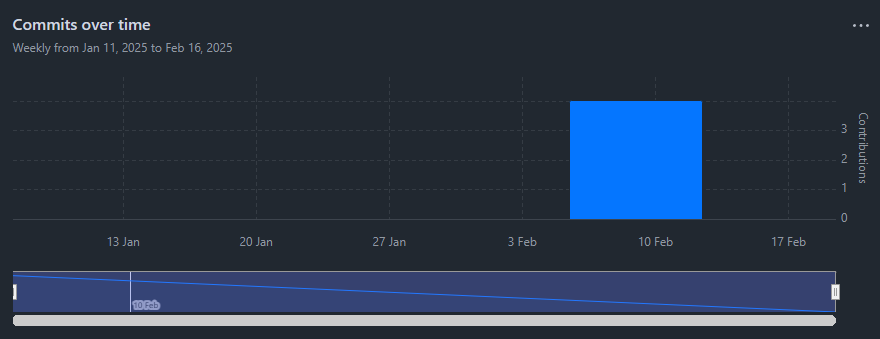 Commits over time
Weekly from Jan 11, 2025 to Feb 16, 2025
3
2
1
0
Contributions
13 Jan
20 Jan
27 Jan
3 Feb
10 Feb
17 Feb
10 Feb